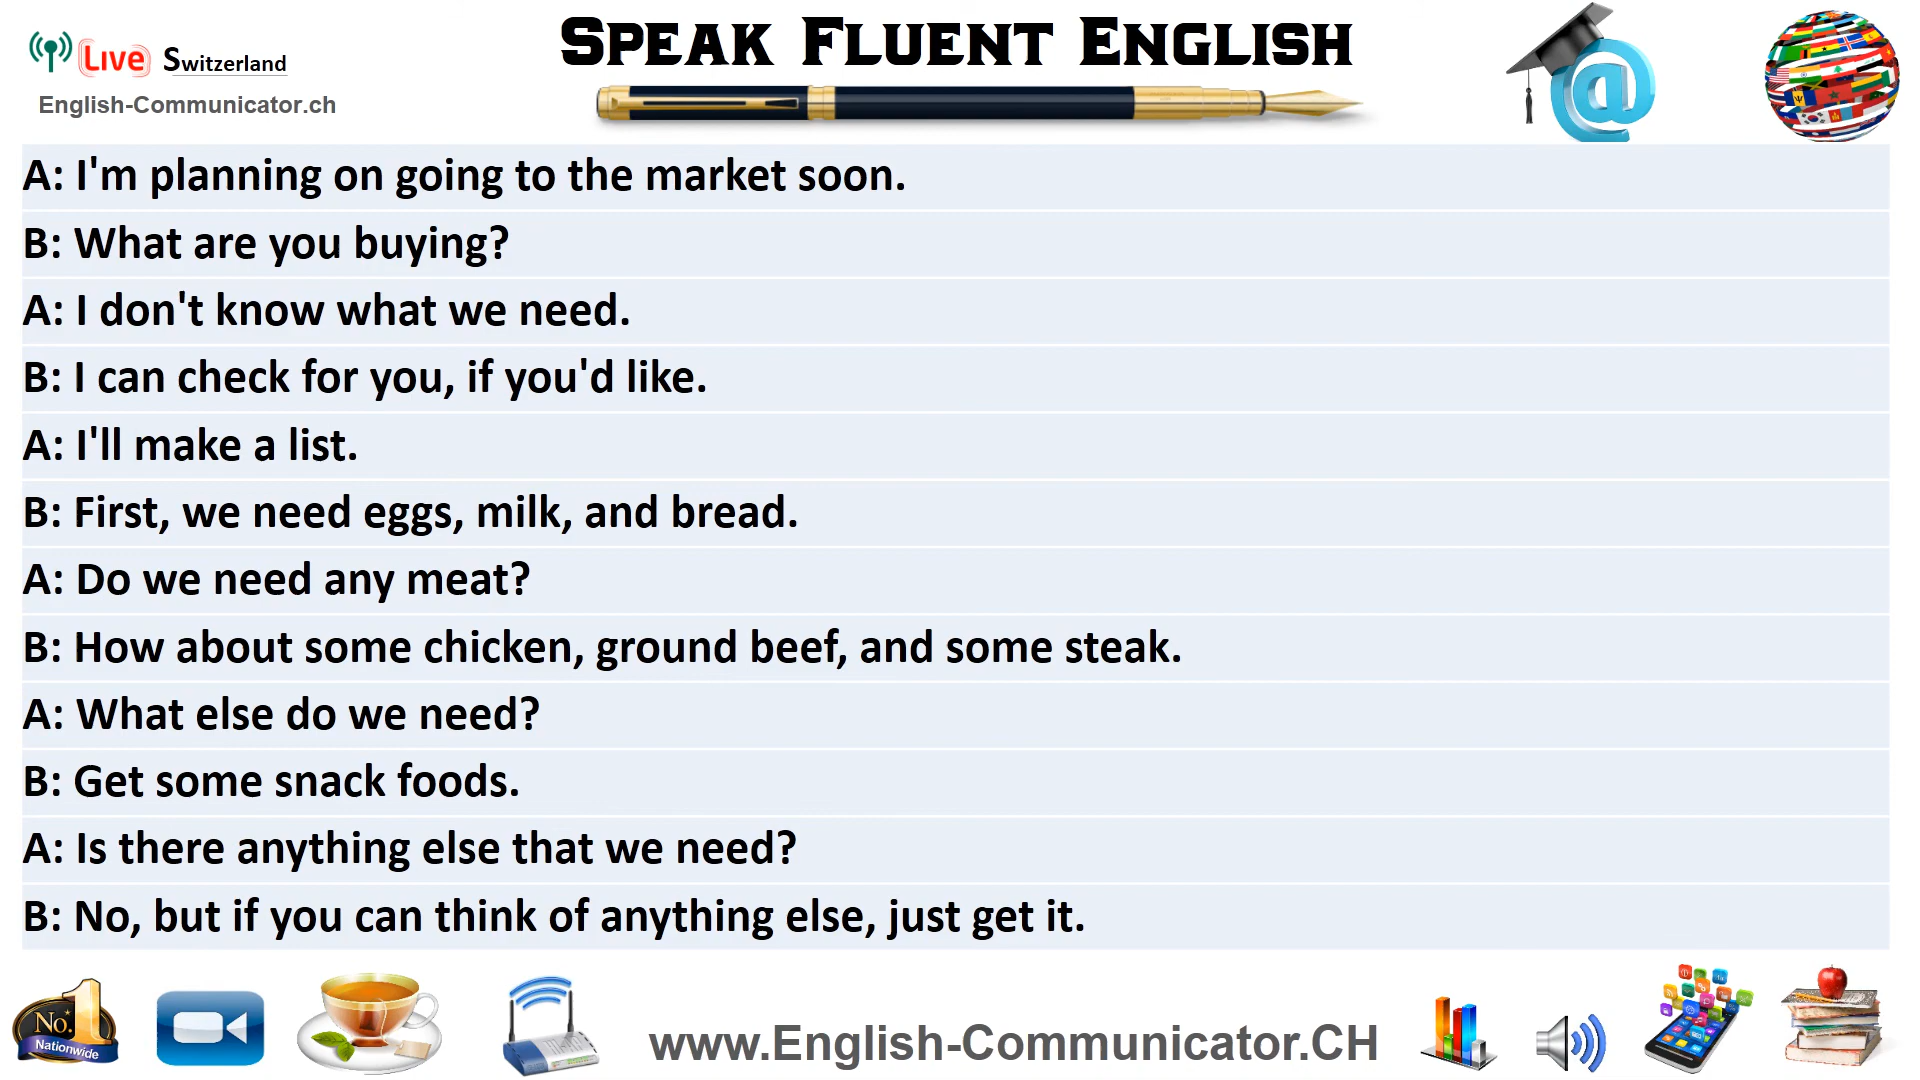 Live Switzerland
English-Communicator.ch
SPEAK FLUENT ENGLISH
@
A: I'm planning on going to the market soon.
B: What are you buying?
A: I don't know what we need.
B: I can check for you, if you'd like.
A: I'll make a list.
B: First, we need eggs, milk, and bread.
A: Do we need any meat?
B: How about some chicken, ground beef, and some steak.
A: What else do we need?
B: Get some snack foods.
A: Is there anything else that we need?
B: No, but if you can think of anything else, just get it.
No.1
Nationwide
www.English-Communicator.CH